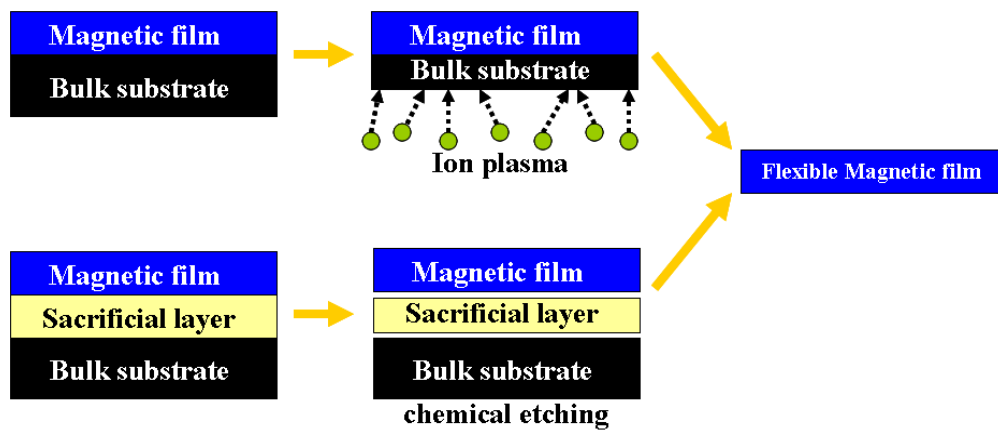 Magnetic film
Bulk substrate
Magnetic film
Bulk substrate
Ion plasma
Flexible Magnetic film
Magnetic film
Sacrificial layer
Bulk substrate
Magnetic film
Sacrificial layer
Bulk substrate
chemical etching